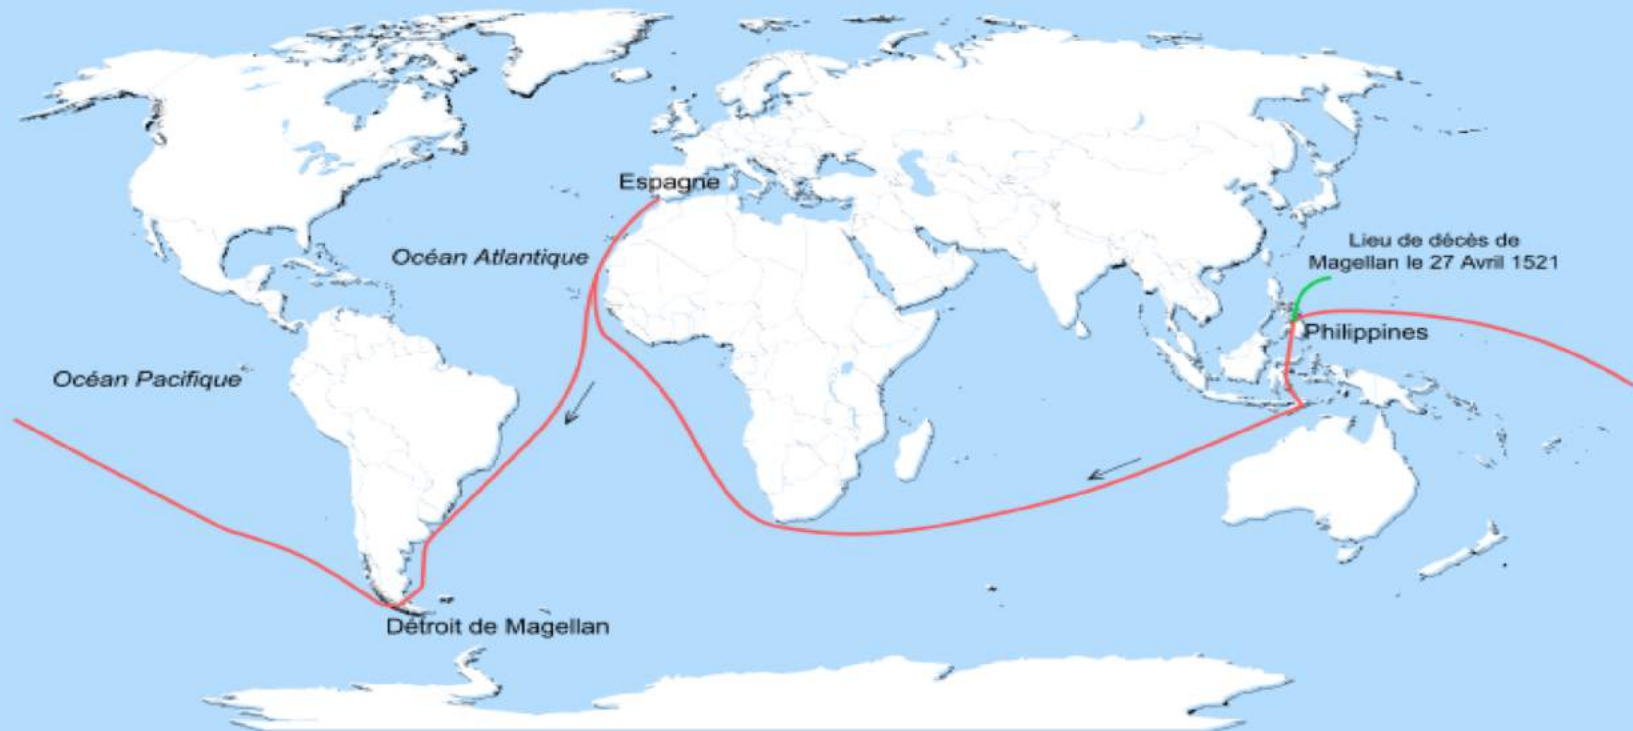 Espagne
Océan Atlantique
Lieu de décès de
Magellan le 27 Avril 1521
Philippines
Océan Pacifique
Détroit de Magellan